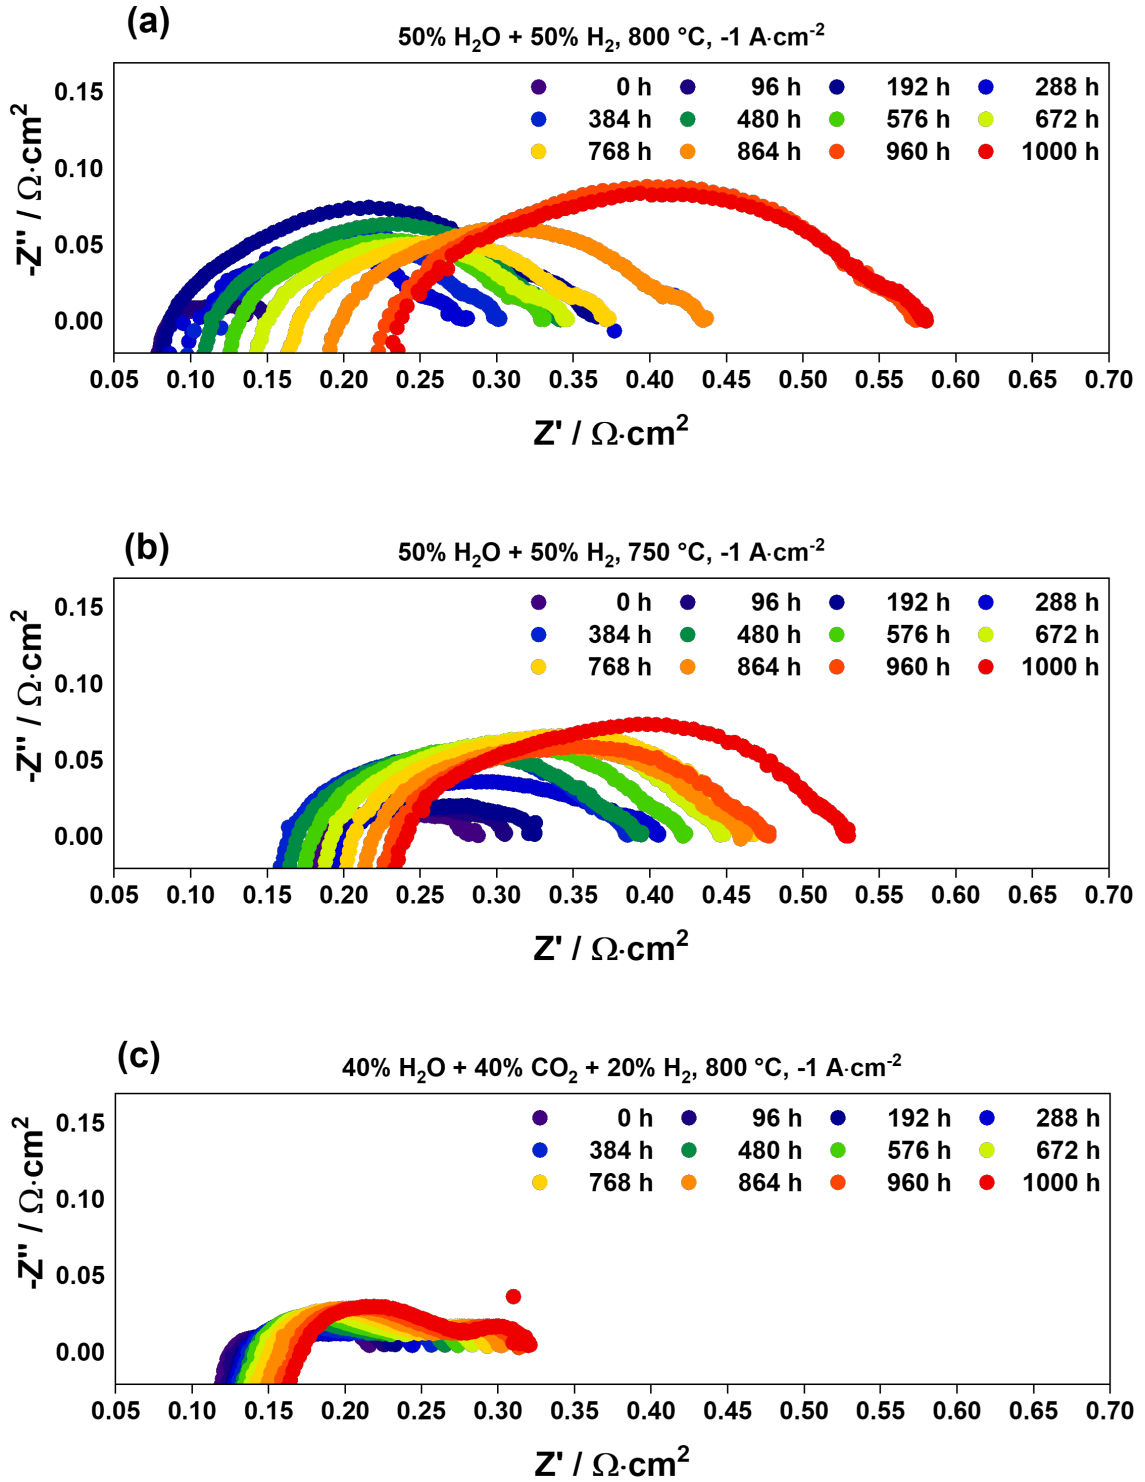 (a)
50% H₂O + 50% H₂, 800 °C, -1 A·cm⁻²
0 h 96 h 192 h 288 h
384 h 480 h 576 h 672 h
768 h 864 h 960 h 1000 h
0.15
0.10
0.05
0.00
-Z'' / Ω·cm²
0.05 0.10 0.15 0.20 0.25 0.30 0.35 0.40 0.45 0.50 0.55 0.60 0.65 0.70
Z' / Ω·cm²
(b)
50% H₂O + 50% H₂, 750 °C, -1 A·cm⁻²
0 h 96 h 192 h 288 h
384 h 480 h 576 h 672 h
768 h 864 h 960 h 1000 h
0.15
0.10
0.05
0.00
-Z'' / Ω·cm²
0.05 0.10 0.15 0.20 0.25 0.30 0.35 0.40 0.45 0.50 0.55 0.60 0.65 0.70
Z' / Ω·cm²
(c)
40% H₂O + 40% CO₂ + 20% H₂, 800 °C, -1 A·cm⁻²
0 h 96 h 192 h 288 h
384 h 480 h 576 h 672 h
768 h 864 h 960 h 1000 h
0.15
0.10
0.05
0.00
-Z'' / Ω·cm²
0.05 0.10 0.15 0.20 0.25 0.30 0.35 0.40 0.45 0.50 0.55 0.60 0.65 0.70
Z' / Ω·cm²